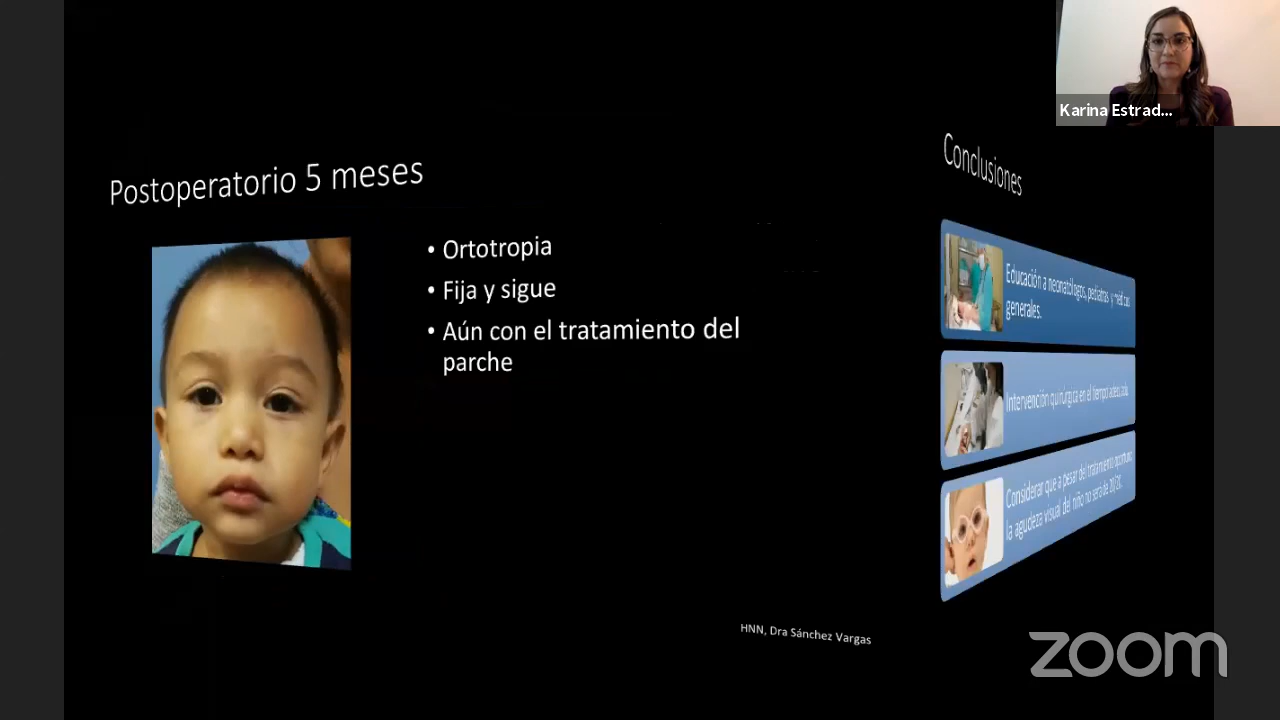 Karina Estrad...
Postoperatorio 5 meses
• Ortotropia
• Fija y sigue
• Aún con el tratamiento del
parche
HNN, Dra Sánchez Vargas
Conclusiones
Educación a neonatólogos, pediatras y médicos
generales.
Intervención quirúrgica en el tiempo adecuado.
Considerar que a pesar del tratamiento oportuno
la agudeza visual del niño no será de 20/20.
zoom